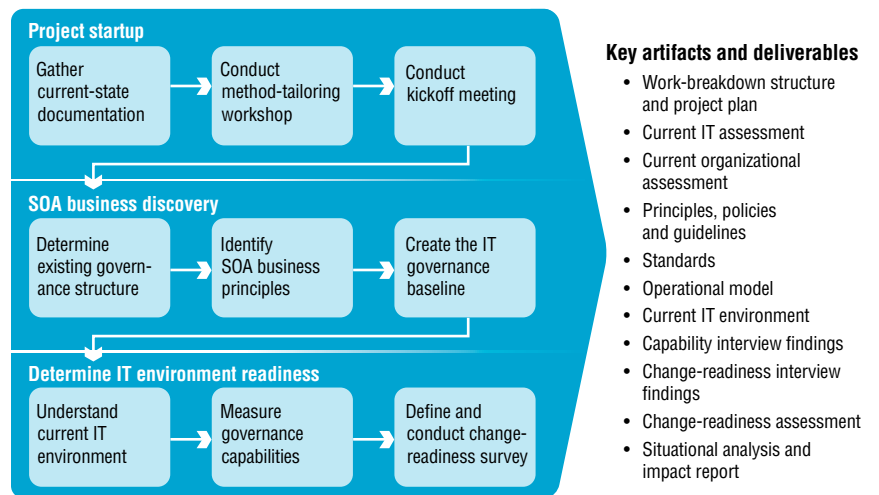 Project startup
Gather
current-state
documentation
Conduct
method-tailoring
workshop
Conduct
kickoff meeting
SOA business discovery
Determine
existing govern-
ance structure
Identify
SOA business
principles
Create the IT
governance
baseline
Determine IT environment readiness
Understand
current IT
environment
Measure
governance
capabilities
Define and
conduct change-
readiness survey
Key artifacts and deliverables
• Work-breakdown structure
and project plan
• Current IT assessment
• Current organizational
assessment
• Principles, policies
and guidelines
• Standards
• Operational model
• Current IT environment
• Capability interview findings
• Change-readiness interview
findings
• Change-readiness assessment
• Situational analysis and
impact report